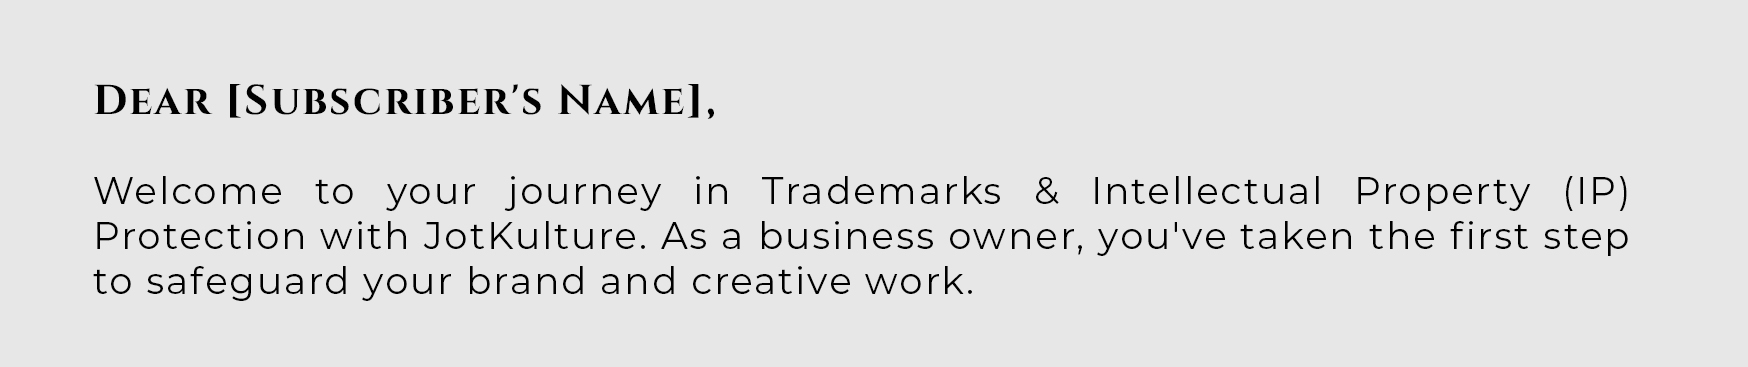 Dear [Subscriber's Name],
Welcome to your journey in Trademarks & Intellectual Property (IP)
Protection with JotKulture. As a business owner, you've taken the first step
to safeguard your brand and creative work.